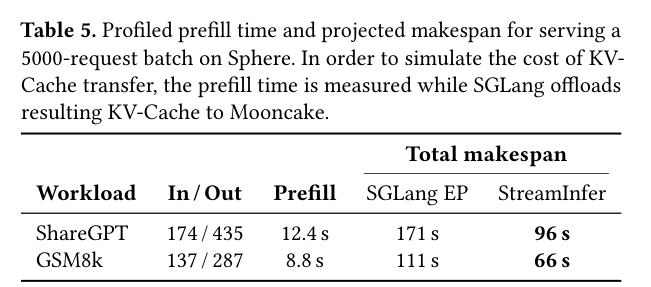 Table 5. Profiled prefill time and projected makespan for serving a
5000-request batch on Sphere. In order to simulate the cost of KV-
Cache transfer, the prefill time is measured while SGLang offloads
resulting KV-Cache to Mooncake.
Total makespan
Workload In / Out Prefill SGLang EP StreamInfer
ShareGPT 174 / 435 12.4 s 171 s 96 s
GSM8k 137 / 287 8.8 s 111 s 66 s